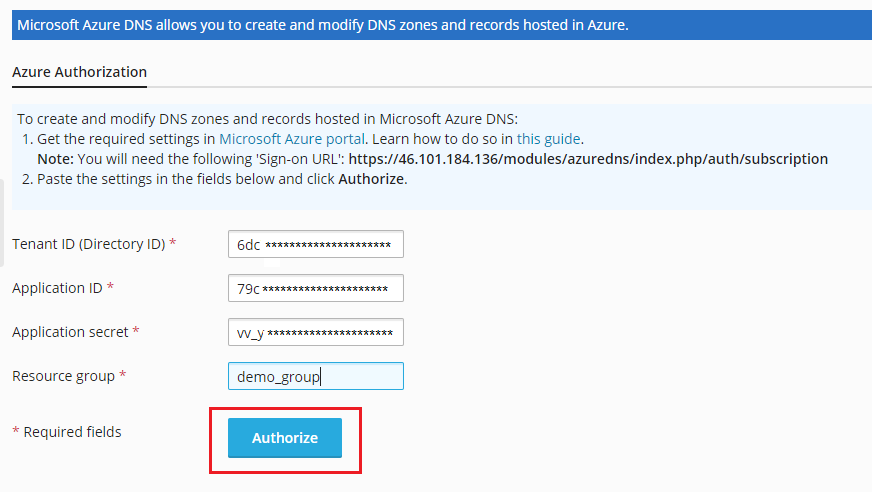 Microsoft Azure DNS allows you to create and modify DNS zones and records hosted in Azure.
Azure Authorization
To create and modify DNS zones and records hosted in Microsoft Azure DNS:
1. Get the required settings in Microsoft Azure portal. Learn how to do so in this guide.
Note: You will need the following 'Sign-on URL': https://46.101.184.136/modules/azuredns/index.php/auth/subscription
2. Paste the settings in the fields below and click Authorize.
Tenant ID (Directory ID) * 6dc *********************
Application ID * 79c *********************
Application secret * vv_y *********************
Resource group * demo_group
* Required fields
Authorize